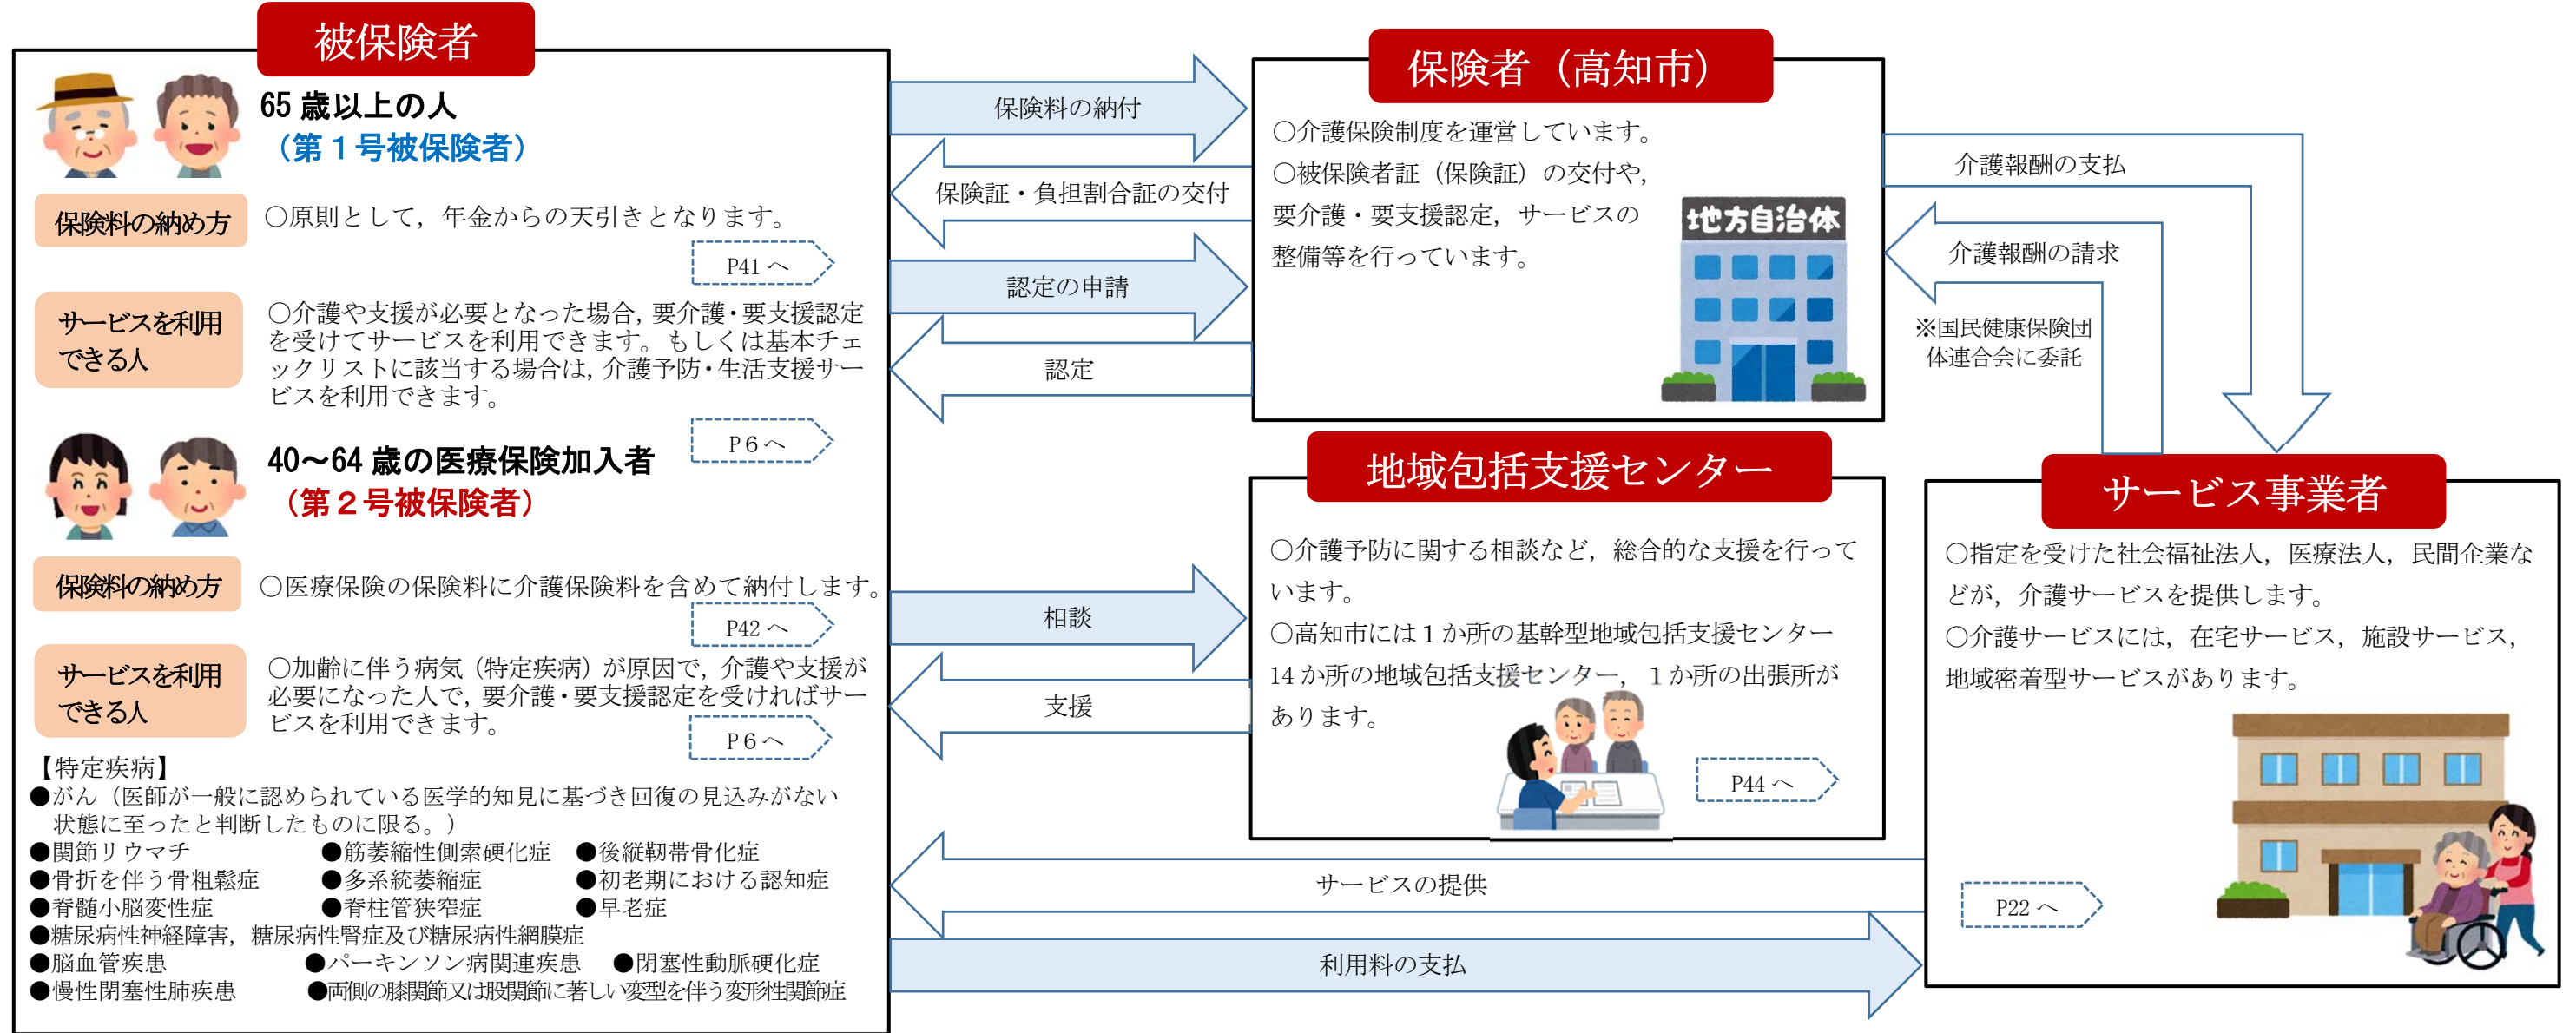 被保険者
65 歳以上の人
（第１号被保険者）
保険料の納め方
○原則として，年金からの天引きとなります。
P41 へ
サービスを利用
できる人
○介護や支援が必要となった場合，要介護・要支援認定
を受けてサービスを利用できます。もしくは基本チェ
ックリストに該当する場合は，介護予防・生活支援サー
ビスを利用できます。
P６へ
40～64 歳の医療保険加入者
（第２号被保険者）
保険料の納め方
○医療保険の保険料に介護保険料を含めて納付します。
P42 へ
サービスを利用
できる人
○加齢に伴う病気（特定疾病）が原因で，介護や支援が
必要になった人で，要介護・要支援認定を受ければサー
ビスを利用できます。
P６へ
【特定疾病】
●がん（医師が一般に認められている医学的知見に基づき回復の見込みがない
状態に至ったと判断したものに限る。）
●関節リウマチ ●筋萎縮性側索硬化症 ●後縦靭帯骨化症
●骨折を伴う骨粗鬆症 ●多系統萎縮症 ●初老期における認知症
●脊髄小脳変性症 ●脊柱管狭窄症 ●早老症
●糖尿病性神経障害，糖尿病性腎症及び糖尿病性網膜症
●脳血管疾患 ●パーキンソン病関連疾患 ●閉塞性動脈硬化症
●慢性閉塞性肺疾患 ●両側の膝関節又は股関節に著しい変型を伴う変形性関節症
保険料の納付
保険証・負担割合証の交付
認定の申請
認定
相談
支援
サービスの提供
利用料の支払
保険者（高知市）
○介護保険制度を運営しています。
○被保険者証（保険証）の交付や，
要介護・要支援認定，サービスの
整備等を行っています。
地方自治体
介護報酬の支払
介護報酬の請求
※国民健康保険団
体連合会に委託
地域包括支援センター
○介護予防に関する相談など，総合的な支援を行って
います。
○高知市には１か所の基幹型地域包括支援センター
14 か所の地域包括支援センター，１か所の出張所が
あります。
P44 へ
サービス事業者
○指定を受けた社会福祉法人，医療法人，民間企業な
どが，介護サービスを提供します。
○介護サービスには，在宅サービス，施設サービス，
地域密着型サービスがあります。
P22 へ